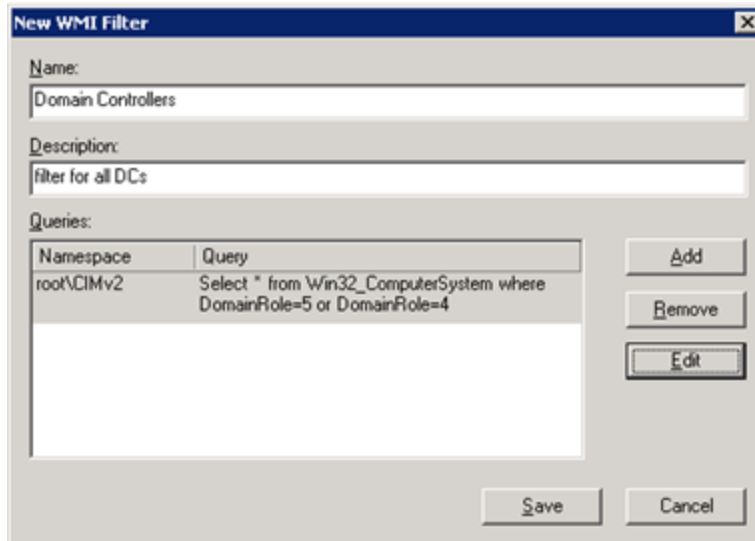 New WMI Filter
Name:
Domain Controllers
Description:
filter for all DCs
Queries:
Namespace Query
root\CIMv2 Select * from Win32_ComputerSystem where
DomainRole=5 or DomainRole=4
Add
Remove
Edit
Save Cancel